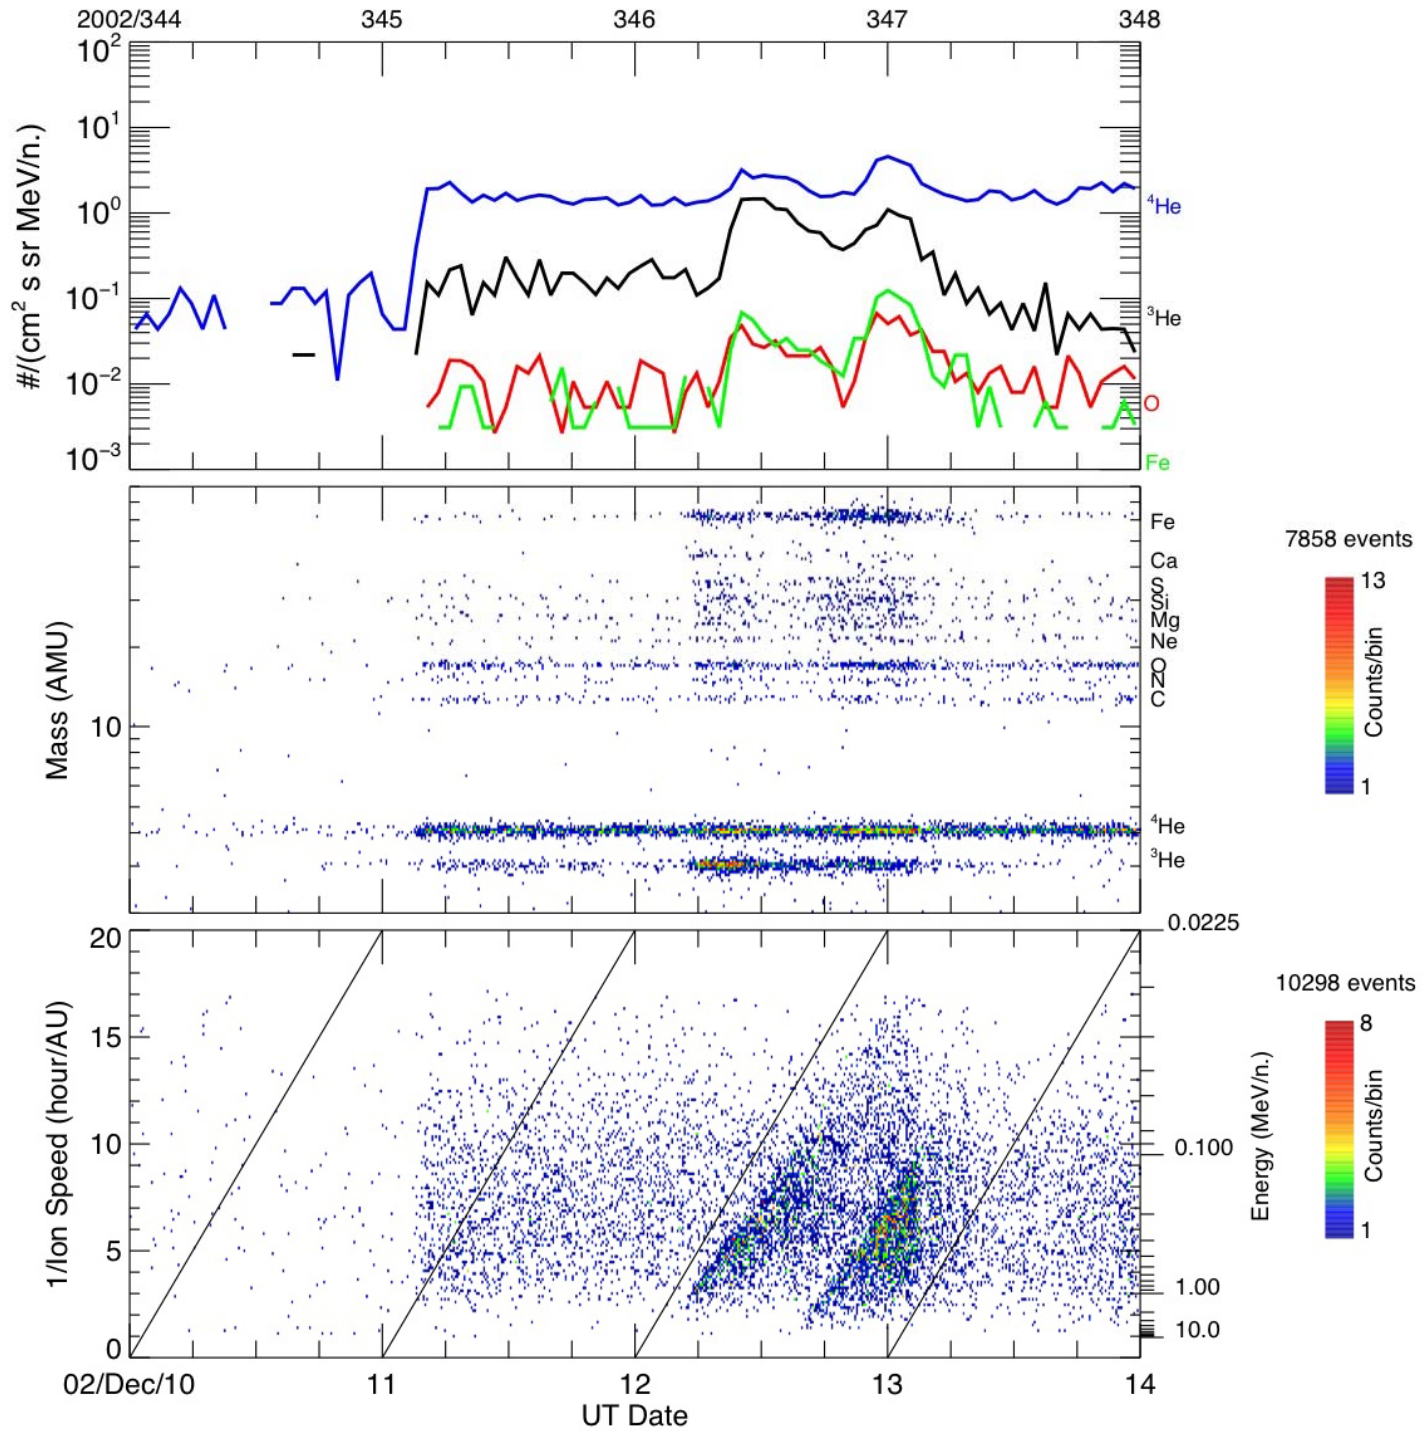 2002/344 345 346 347 348
10² 10¹ 10⁰ 10⁻¹ 10⁻² 10⁻³
#/(cm² s sr MeV/n.)
⁴He
³He
O
Fe
Mass (AMU)
10
Fe
Ca
S
Si
Mg
Ne
O
N
C
⁴He
³He
7858 events
13
Counts/bin
1
1/Ion Speed (hour/AU)
20
15
10
5
0
0.0225
0.100
1.00
10.0
Energy (MeV/n.)
10298 events
8
Counts/bin
1
02/Dec/10 11 12 13 14
UT Date